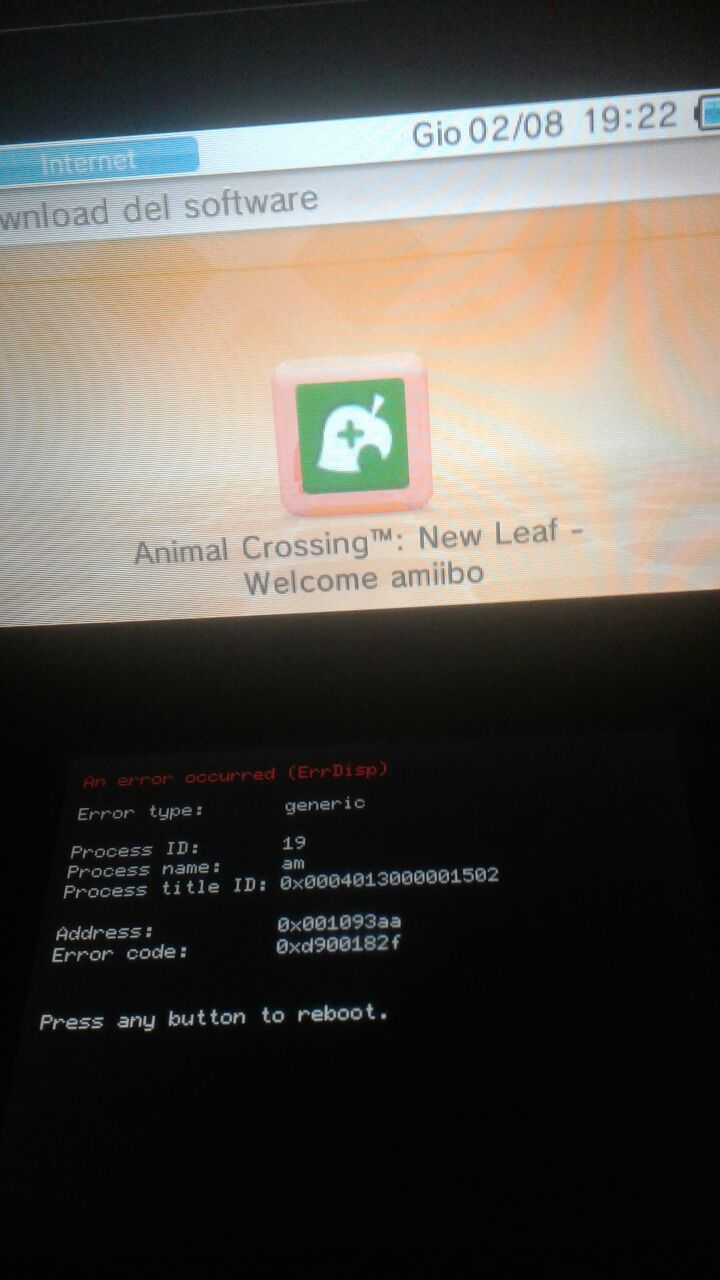 Internet
Gio 02/08 19:22
wnload del software
Animal Crossing™: New Leaf -
Welcome amiibo
An error occurred (ErrDisp)
Error type: generic
Process ID: 19
Process name: am
Process title ID: 0x0004013000001502
Address: 0x001093aa
Error code: 0xd900182f
Press any button to reboot.